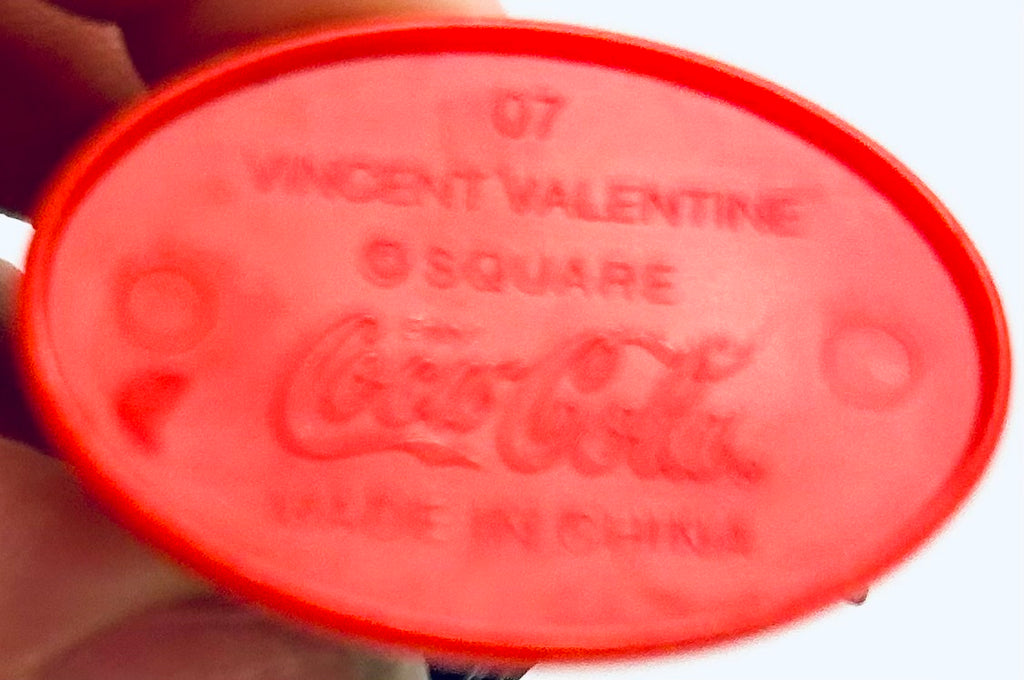 07
VINCENT VALENTINE
© SQUARE
Coca-Cola
MADE IN CHINA